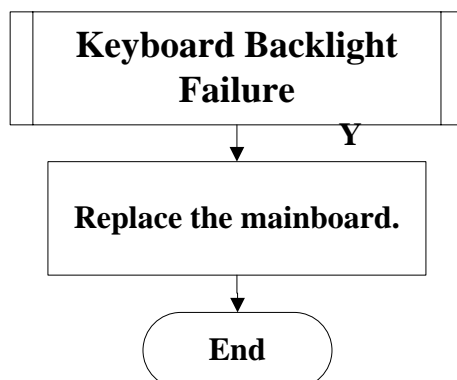 Keyboard Backlight
Failure
Y
Replace the mainboard.
End